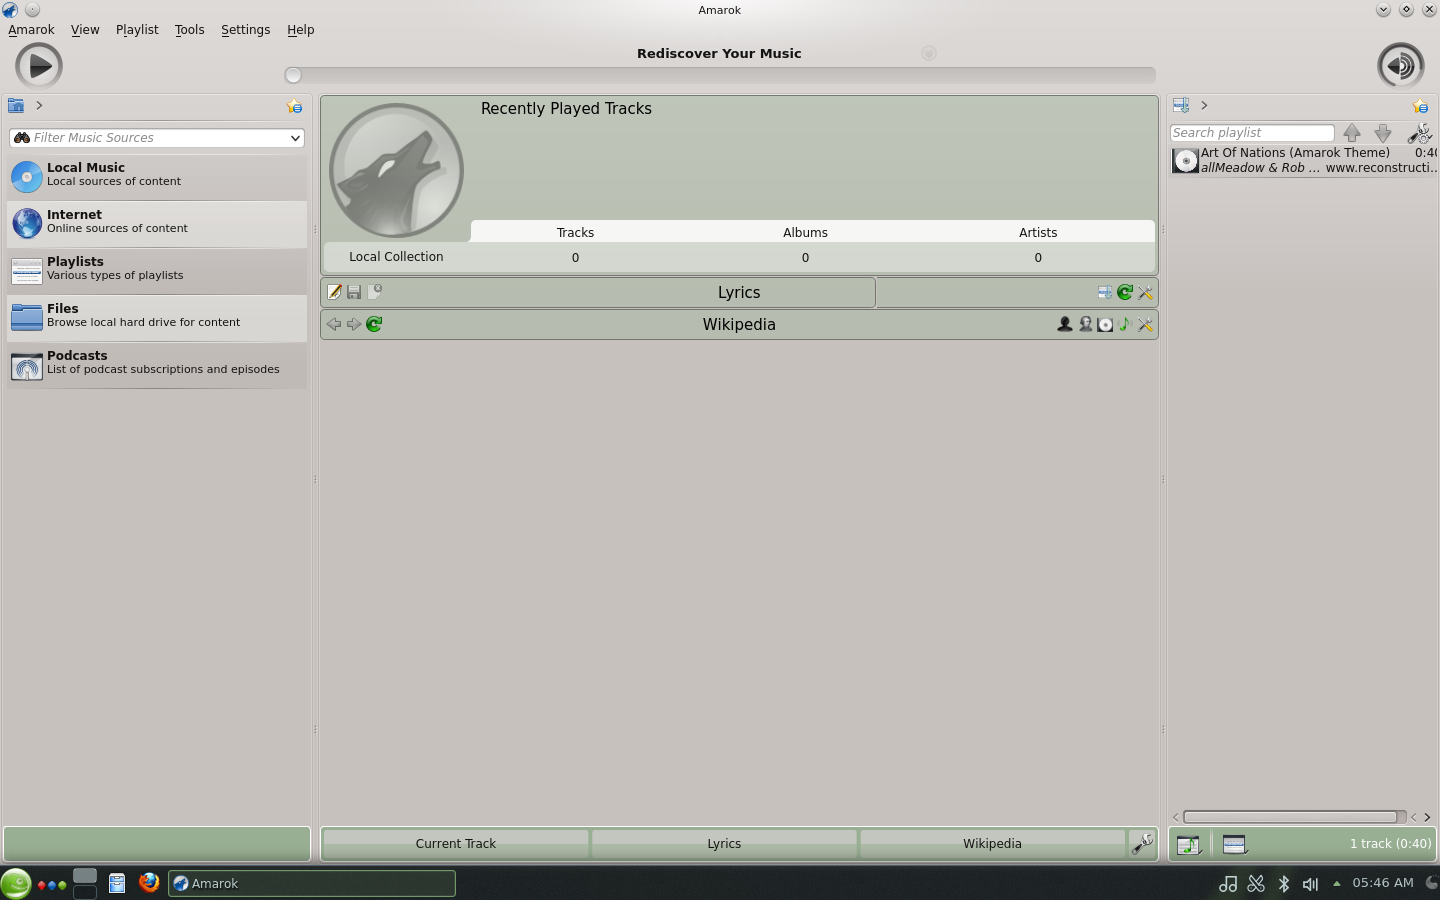 Amarok
Amarok View Playlist Tools Settings Help
Rediscover Your Music
Filter Music Sources
Local Music
Local sources of content
Internet
Online sources of content
Playlists
Various types of playlists
Files
Browse local hard drive for content
Podcasts
List of podcast subscriptions and episodes
Recently Played Tracks
Tracks Albums Artists
Local Collection 0 0 0
Lyrics
Wikipedia
Current Track Lyrics Wikipedia
Search playlist
Art Of Nations (Amarok Theme) 0:40
allMeadow & Rob ... www.reconstructi...
1 track (0:40)
Amarok
05:46 AM